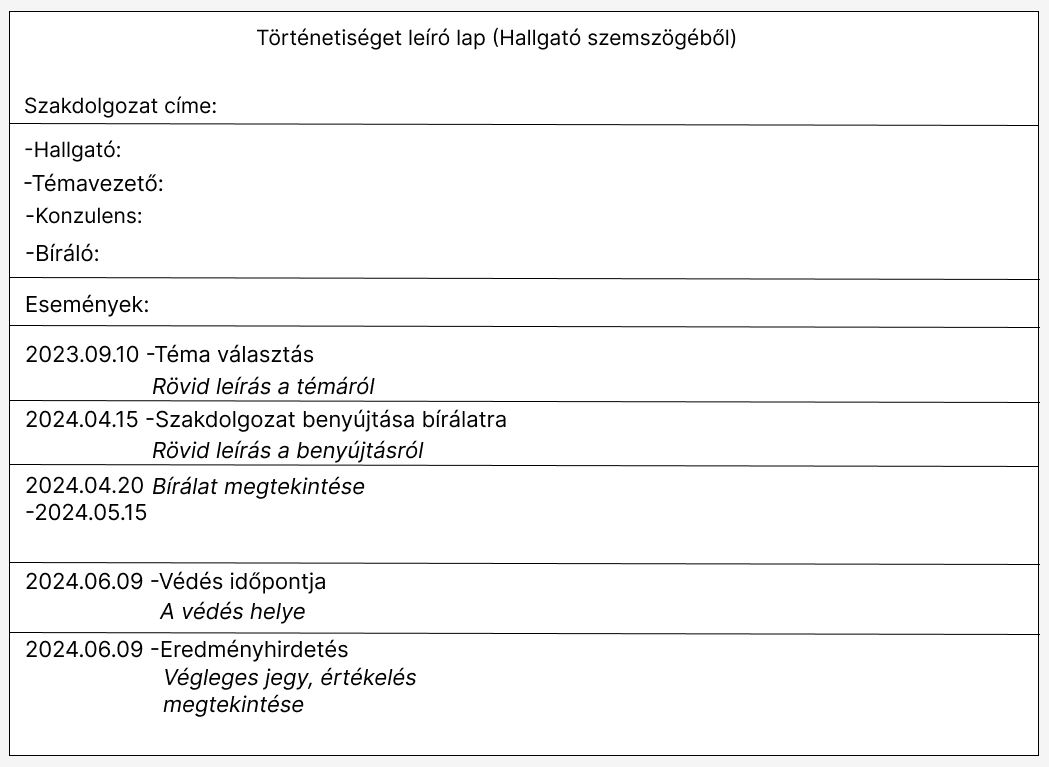 Történetiséget leíró lap (Hallgató szemszögéből)
Szakdolgozat címe:
-Hallgató:
-Témavezető:
-Konzulens:
-Bíráló:
Események:
2023.09.10 -Téma választás
Rövid leírás a témáról
2024.04.15 -Szakdolgozat benyújtása bírálatra
Rövid leírás a benyújtásról
2024.04.20 Bírálat megtekintése
-2024.05.15
2024.06.09 -Védés időpontja
A védés helye
2024.06.09 -Eredményhirdetés
Végleges jegy, értékelés
megtekintése